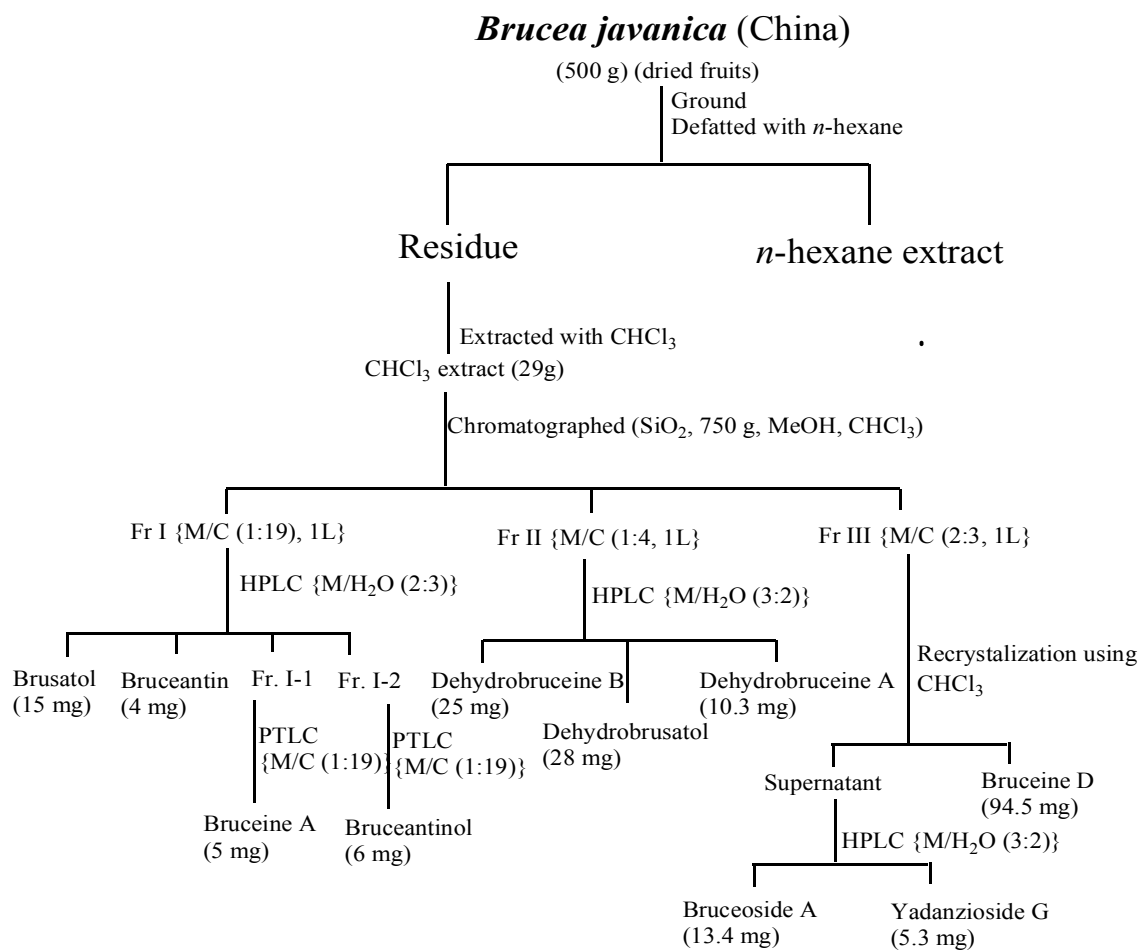 Brucea javanica (China)
(500 g) (dried fruits)
Ground
Defatted with n-hexane
Residue
n-hexane extract
Extracted with CHCl₃
CHCl₃ extract (29g)
Chromatographed (SiO₂, 750 g, MeOH, CHCl₃)
Fr I {M/C (1:19), 1L}
Fr II {M/C (1:4, 1L}
Fr III {M/C (2:3, 1L}
HPLC {M/H₂O (2:3)}
HPLC {M/H₂O (3:2)}
Recrystalization using
CHCl₃
Brusatol
(15 mg)
Bruceantin
(4 mg)
Fr. I-1
Fr. I-2
Dehydrobruceine B
(25 mg)
Dehydrobrusatol
(28 mg)
Dehydrobruceine A
(10.3 mg)
PTLC
{M/C (1:19)}
PTLC
{M/C (1:19)}
Supernatant
Bruceine D
(94.5 mg)
Bruceine A
(5 mg)
Bruceantinol
(6 mg)
HPLC {M/H₂O (3:2)}
Bruceoside A
(13.4 mg)
Yadanzioside G
(5.3 mg)